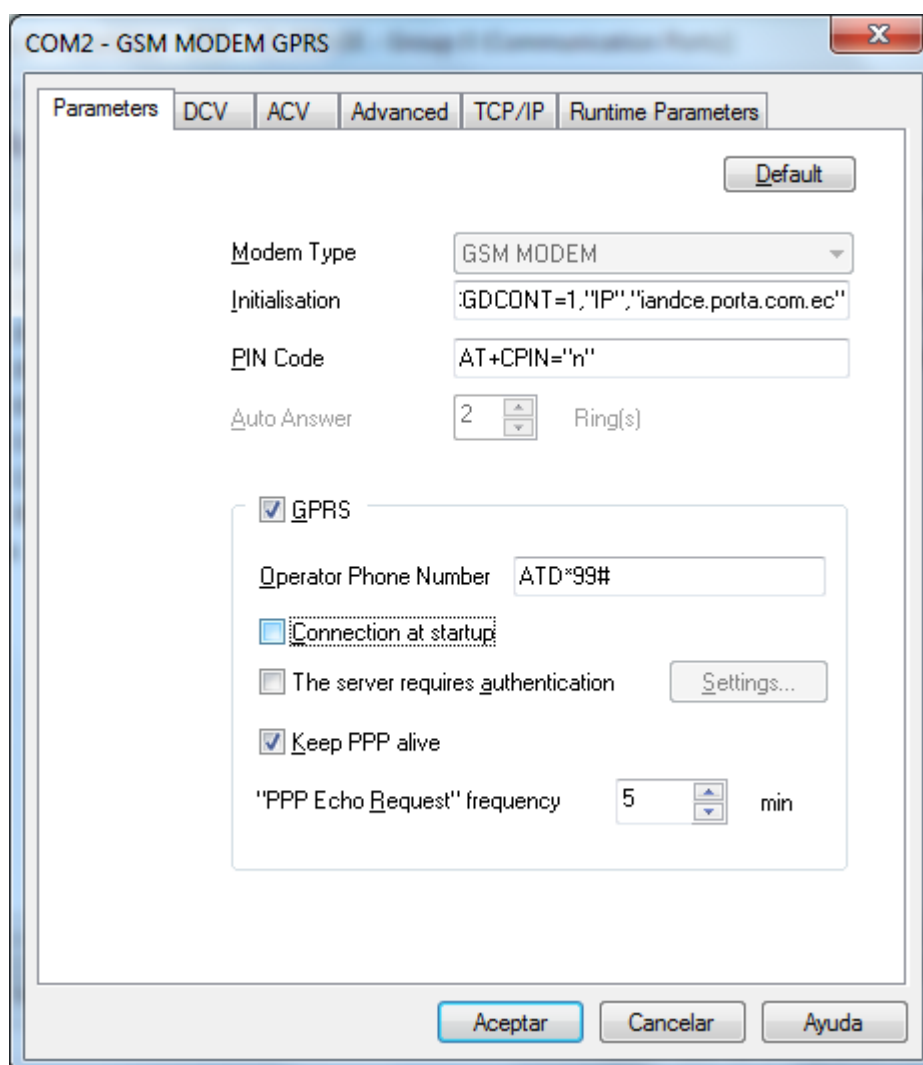 COM2 - GSM MODEM GPRS
Parameters DCV ACV Advanced TCP/IP Runtime Parameters
Default
Modem Type GSM MODEM
Initialisation :GDCONT=1,"IP","iandce.porta.com.ec"
PIN Code AT+CPIN="n"
Auto Answer 2 Ring(s)
GPRS
Operator Phone Number ATD*99#
Connection at startup
The server requires authentication Settings...
Keep PPP alive
"PPP Echo Request" frequency 5 min
Aceptar Cancelar Ayuda